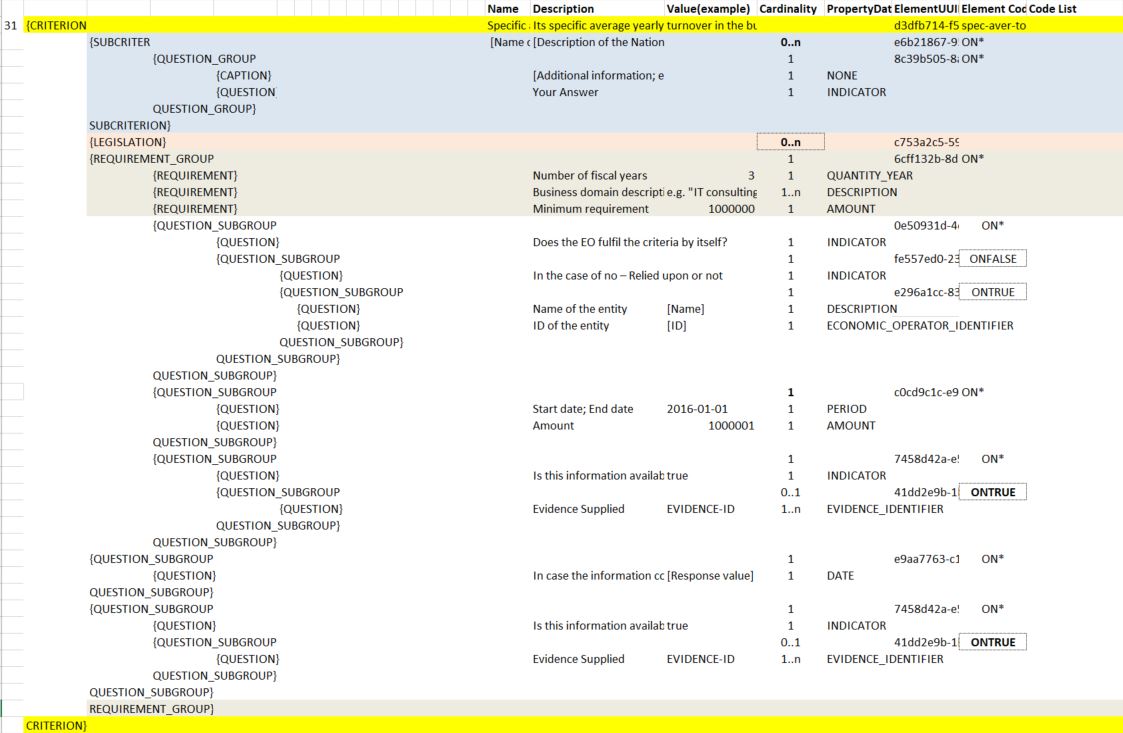 Name Description Value(example) Cardinality PropertyDat ElementUUI Element Cod Code List
31 {CRITERION Specific Its specific average yearly turnover in the bu d3dfb714-f5 spec-aver-to
{SUBCRITER [Name [Description of the Nation 0..n e6b21867-9 ON*
{QUESTION_GROUP 1 8c39b505-8 ON*
{CAPTION} [Additional information; e 1 NONE
{QUESTION Your Answer 1 INDICATOR
QUESTION_GROUP}
SUBCRITERION}
{LEGISLATION} 0..n c753a2c5-59
{REQUIREMENT_GROUP 1 6cff132b-8d ON*
{REQUIREMENT} Number of fiscal years 3 1 QUANTITY_YEAR
{REQUIREMENT} Business domain descripti e.g. "IT consulting 1..n DESCRIPTION
{REQUIREMENT} Minimum requirement 1000000 1 AMOUNT
{QUESTION_SUBGROUP 0e50931d-4 ON*
{QUESTION} Does the EO fulfil the criteria by itself? 1 INDICATOR
{QUESTION_SUBGROUP 1 fe557ed0-23 ONFALSE
{QUESTION} In the case of no – Relied upon or not 1 INDICATOR
{QUESTION_SUBGROUP 1 e296a1cc-83 ONTRUE
{QUESTION} Name of the entity [Name] 1 DESCRIPTION
{QUESTION} ID of the entity [ID] 1 ECONOMIC_OPERATOR_IDENTIFIER
QUESTION_SUBGROUP}
QUESTION_SUBGROUP}
QUESTION_SUBGROUP}
{QUESTION_SUBGROUP 1 c0cd9c1c-e9 ON*
{QUESTION} Start date; End date 2016-01-01 1 PERIOD
{QUESTION} Amount 1000001 1 AMOUNT
QUESTION_SUBGROUP}
{QUESTION_SUBGROUP 1 7458d42a-e ON*
{QUESTION} Is this information availab true 1 INDICATOR
{QUESTION_SUBGROUP 0..1 41dd2e9b-1 ONTRUE
{QUESTION} Evidence Supplied EVIDENCE-ID 1..n EVIDENCE_IDENTIFIER
QUESTION_SUBGROUP}
QUESTION_SUBGROUP}
{QUESTION_SUBGROUP 1 e9aa7763-c1 ON*
{QUESTION} In case the information cc [Response value] 1 DATE
QUESTION_SUBGROUP}
{QUESTION_SUBGROUP 1 7458d42a-e ON*
{QUESTION} Is this information availab true 1 INDICATOR
{QUESTION_SUBGROUP 0..1 41dd2e9b-1 ONTRUE
{QUESTION} Evidence Supplied EVIDENCE-ID 1..n EVIDENCE_IDENTIFIER
QUESTION_SUBGROUP}
QUESTION_SUBGROUP}
REQUIREMENT_GROUP}
CRITERION}